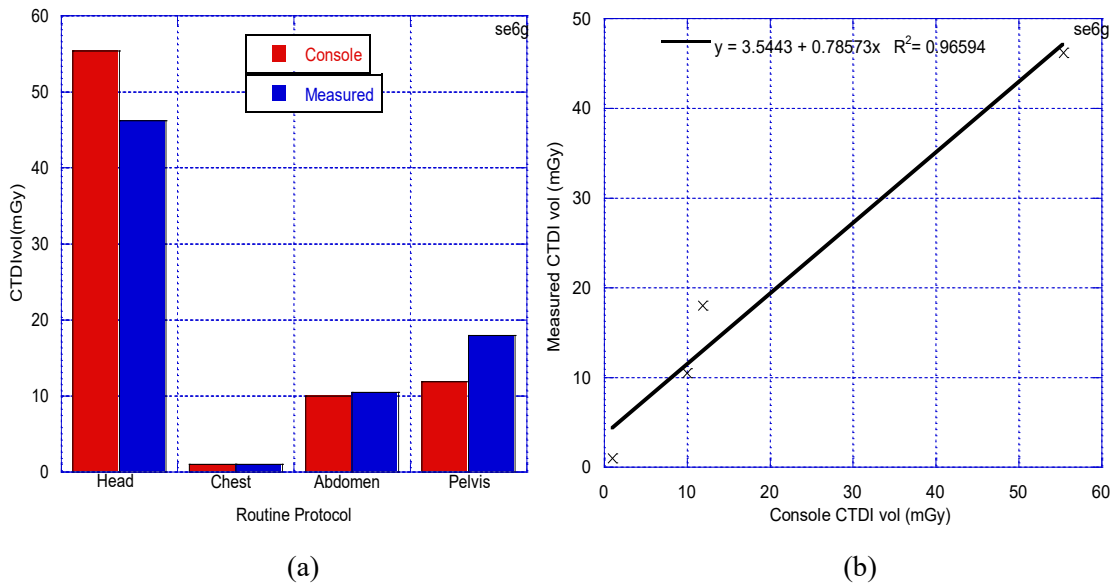 se6g
Console
Measured
60
50
40
30
20
10
0
CTDIvol(mGy)
Head Chest Abdomen Pelvis
Routine Protocol
(a)
se6g
y = 3.5443 + 0.78573x R²= 0.96594
50
40
30
20
10
0
Measured CTDI vol (mGy)
0 10 20 30 40 50 60
Console CTDI vol (mGy)
(b)